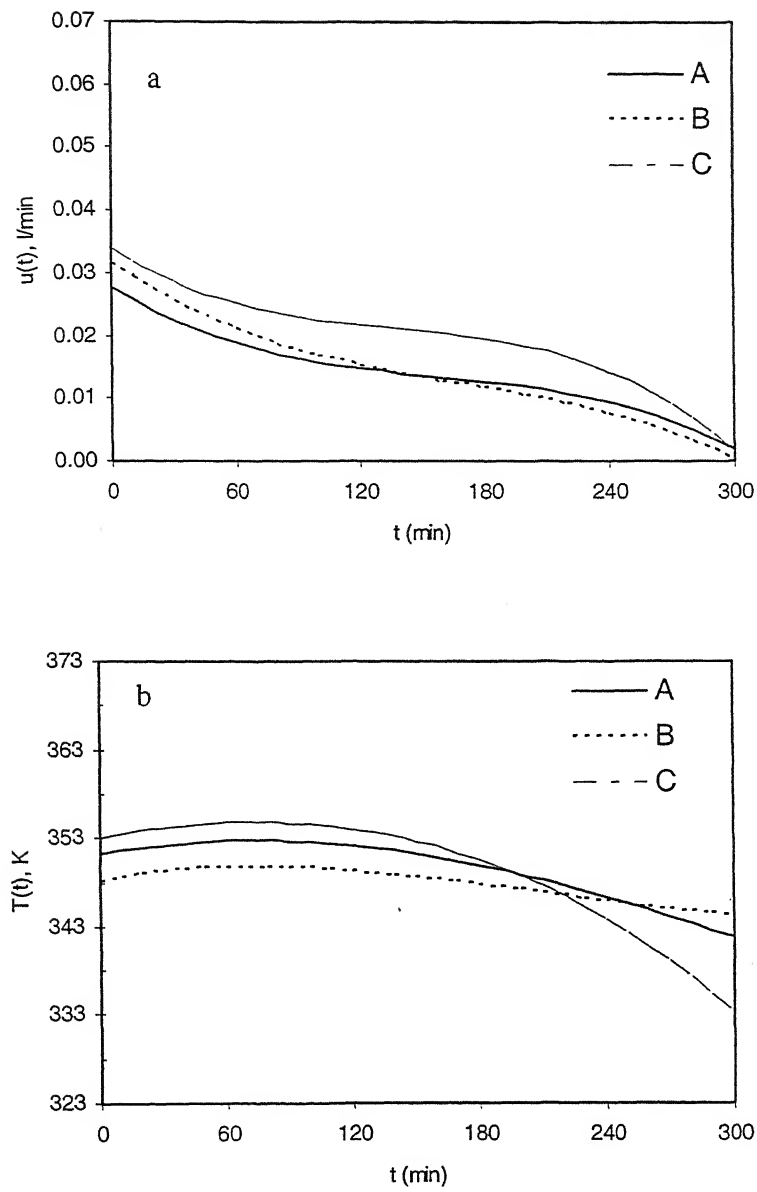 0.07
a
A
0.06
B
0.05
C
0.04
u(t), l/min
0.03
0.02
0.01
0.00
0 60 120 180 240 300
t (min)
373
b
A
363
B
C
353
T(t), K
343
333
323
0 60 120 180 240 300
t (min)